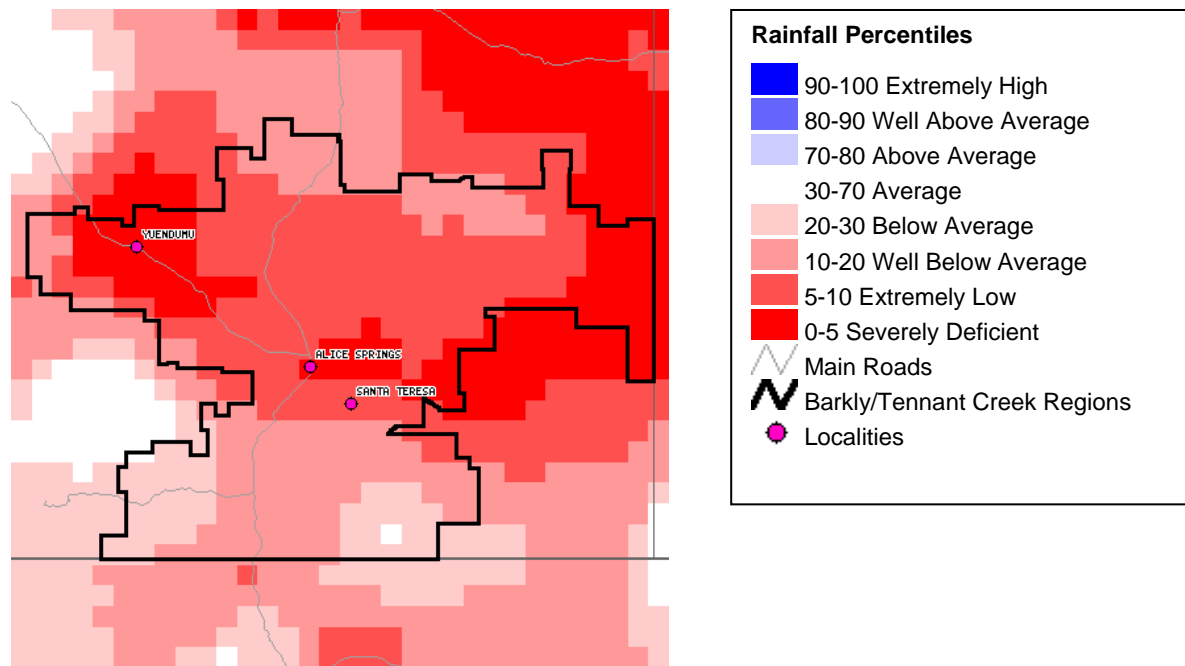 YUENDUMU
ALICE SPRINGS
SANTA TERESA
Rainfall Percentiles
90-100 Extremely High
80-90 Well Above Average
70-80 Above Average
30-70 Average
20-30 Below Average
10-20 Well Below Average
5-10 Extremely Low
0-5 Severely Deficient
Main Roads
Barkly/Tennant Creek Regions
Localities